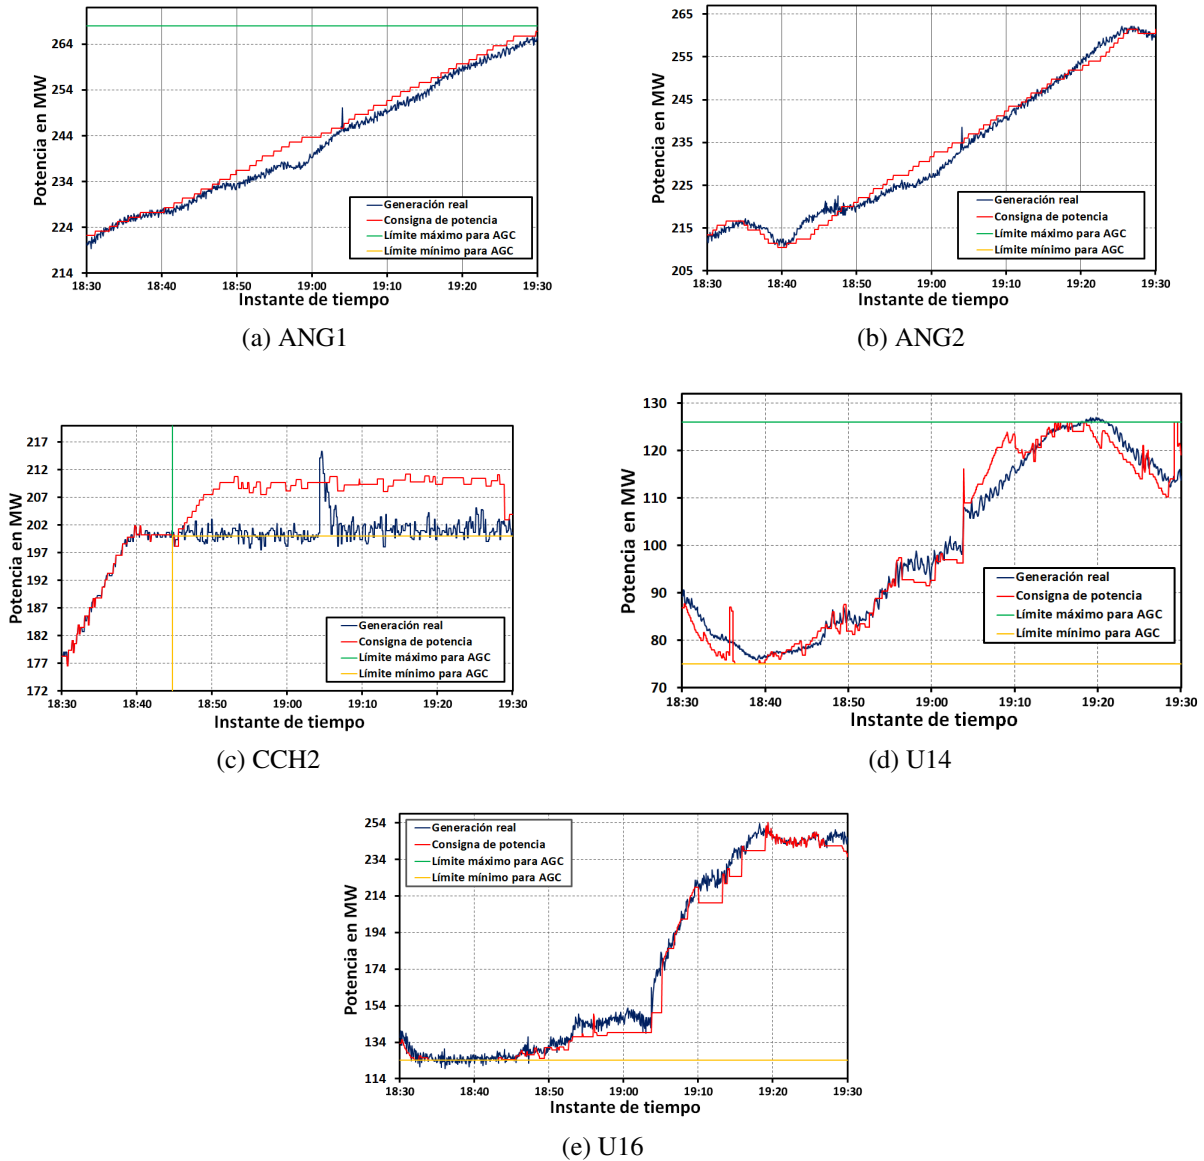 Potencia en MW
264
254
244
234
224
214
Generación real
Consigna de potencia
Límite máximo para AGC
Límite mínimo para AGC
18:30 18:40 18:50 19:00 19:10 19:20 19:30
Instante de tiempo
(a) ANG1
Potencia en MW
265
255
245
235
225
215
205
Generación real
Consigna de potencia
Límite máximo para AGC
Límite mínimo para AGC
18:30 18:40 18:50 19:00 19:10 19:20 19:30
Instante de tiempo
(b) ANG2
Potencia en MW
217
212
207
202
197
192
187
182
177
172
Generación real
Consigna de potencia
Límite máximo para AGC
Límite mínimo para AGC
18:30 18:40 18:50 19:00 19:10 19:20 19:30
Instante de tiempo
(c) CCH2
Potencia en MW
130
120
110
100
90
80
70
Generación real
Consigna de potencia
Límite máximo para AGC
Límite mínimo para AGC
18:30 18:40 18:50 19:00 19:10 19:20 19:30
Instante de tiempo
(d) U14
Potencia en MW
254
234
214
194
174
154
134
114
Generación real
Consigna de potencia
Límite máximo para AGC
Límite mínimo para AGC
18:30 18:40 18:50 19:00 19:10 19:20 19:30
Instante de tiempo
(e) U16